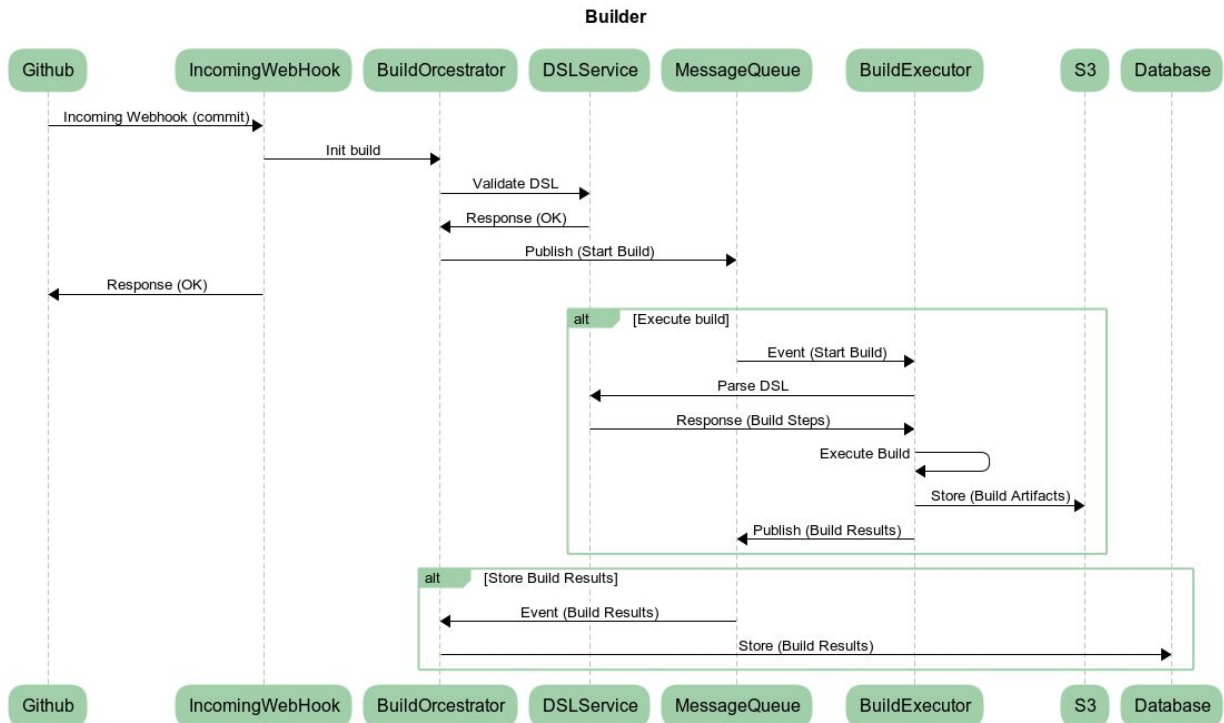 Builder
Github IncomingWebHook BuildOrcestrator DSLService MessageQueue BuildExecutor S3 Database
Incoming Webhook (commit)
Init build
Validate DSL
Response (OK)
Publish (Start Build)
Response (OK)
alt [Execute build]
Event (Start Build)
Parse DSL
Response (Build Steps)
Execute Build
Store (Build Artifacts)
Publish (Build Results)
alt [Store Build Results]
Event (Build Results)
Store (Build Results)
Github IncomingWebHook BuildOrcestrator DSLService MessageQueue BuildExecutor S3 Database